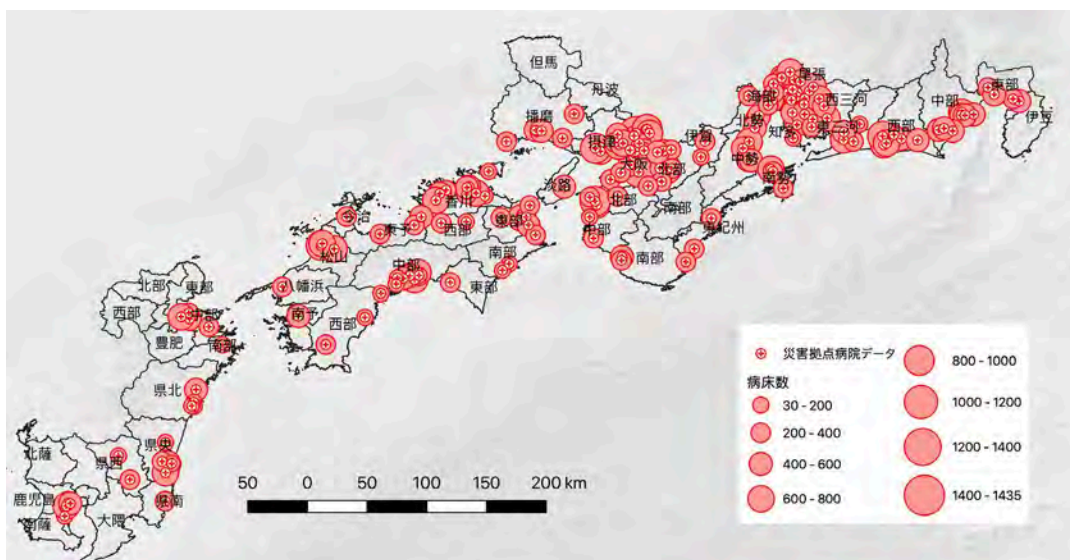 但馬
丹波
播磨
摂津
大阪
北部
伊賀
南部
淡路
北部
中部
南部
東紀州
尾張
海部
西三河
北勢
知多
東三河
中勢
南勢
西部
中部
東部
伊豆
香川
今治
東予
西部
東部
松山
南部
中部
東部
八幡浜
南予
西部
北部
東部
西部
中部
豊肥
南部
県北
北薩
県西
県央
鹿児島
県南
南薩
大隅
50 0 50 100 150 200 km
災害拠点病院データ
病床数
30 - 200
200 - 400
400 - 600
600 - 800
800 - 1000
1000 - 1200
1200 - 1400
1400 - 1435